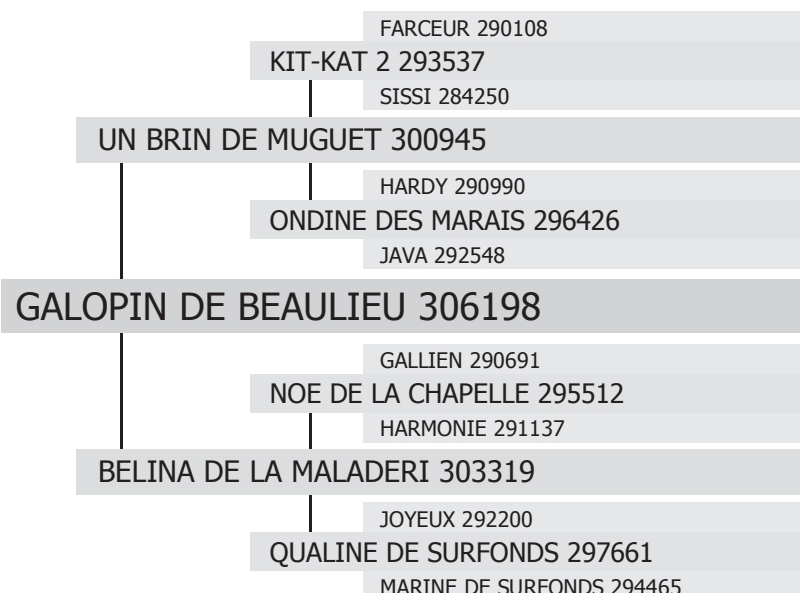 FARCEUR 290108
KIT-KAT 2 293537
SISSI 284250
UN BRIN DE MUGUET 300945
HARDY 290990
ONDINE DES MARAIS 296426
JAVA 292548
GALOPIN DE BEAULIEU 306198
GALLIEN 290691
NOE DE LA CHAPELLE 295512
HARMONIE 291137
BELINA DE LA MALADERI 303319
JOYEUX 292200
QUALINE DE SURFONDS 297661
MARINE DE SURFONDS 294465